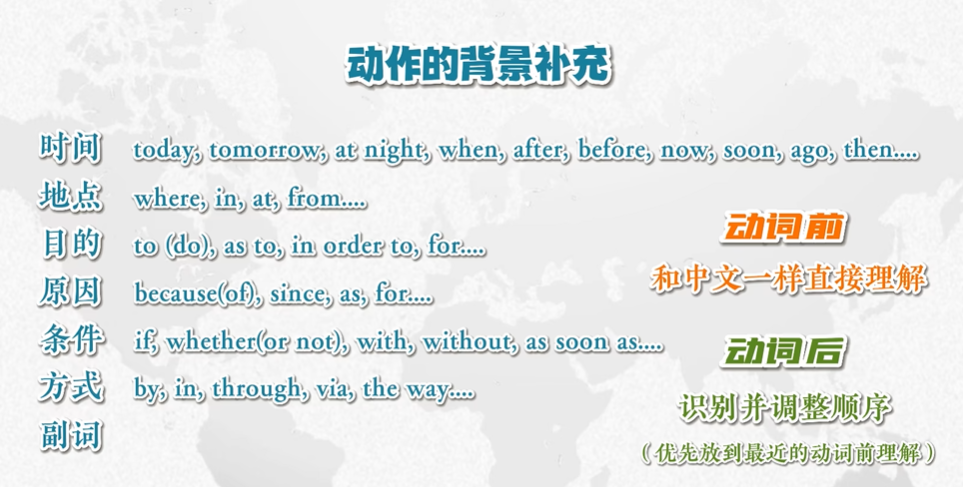 动作的背景补充
时间 today, tomorrow, at night, when, after, before, now, soon, ago, then....
地点 where, in, at, from....
目的 to (do), as to, in order to, for....
原因 because(of), since, as, for....
条件 if, whether(or not), with, without, as soon as....
方式 by, in, through, via, the way....
副词
动词前
和中文一样直接理解
动词后
识别并调整顺序
（优先放到最近的动词前理解）